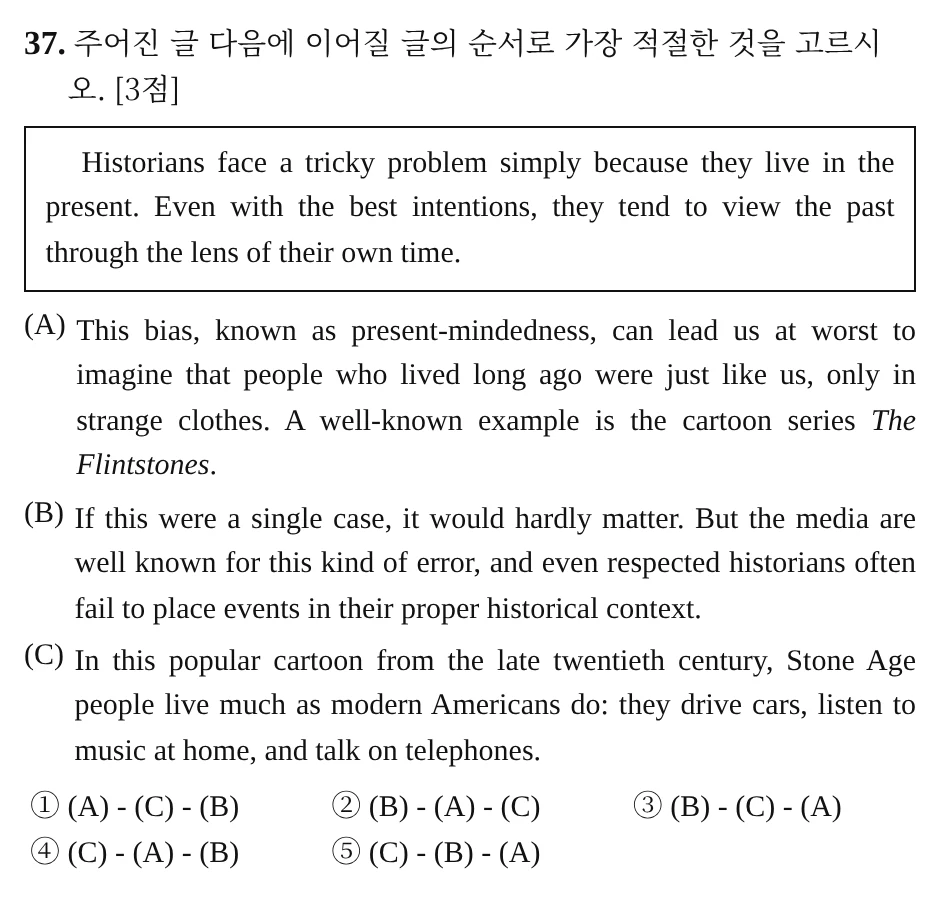 37. 주어진 글 다음에 이어질 글의 순서로 가장 적절한 것을 고르시
오. [3점]
Historians face a tricky problem simply because they live in the
present. Even with the best intentions, they tend to view the past
through the lens of their own time.
(A) This bias, known as present-mindedness, can lead us at worst to
imagine that people who lived long ago were just like us, only in
strange clothes. A well-known example is the cartoon series The
Flintstones.
(B) If this were a single case, it would hardly matter. But the media are
well known for this kind of error, and even respected historians often
fail to place events in their proper historical context.
(C) In this popular cartoon from the late twentieth century, Stone Age
people live much as modern Americans do: they drive cars, listen to
music at home, and talk on telephones.
① (A) - (C) - (B) ② (B) - (A) - (C) ③ (B) - (C) - (A)
④ (C) - (A) - (B) ⑤ (C) - (B) - (A)